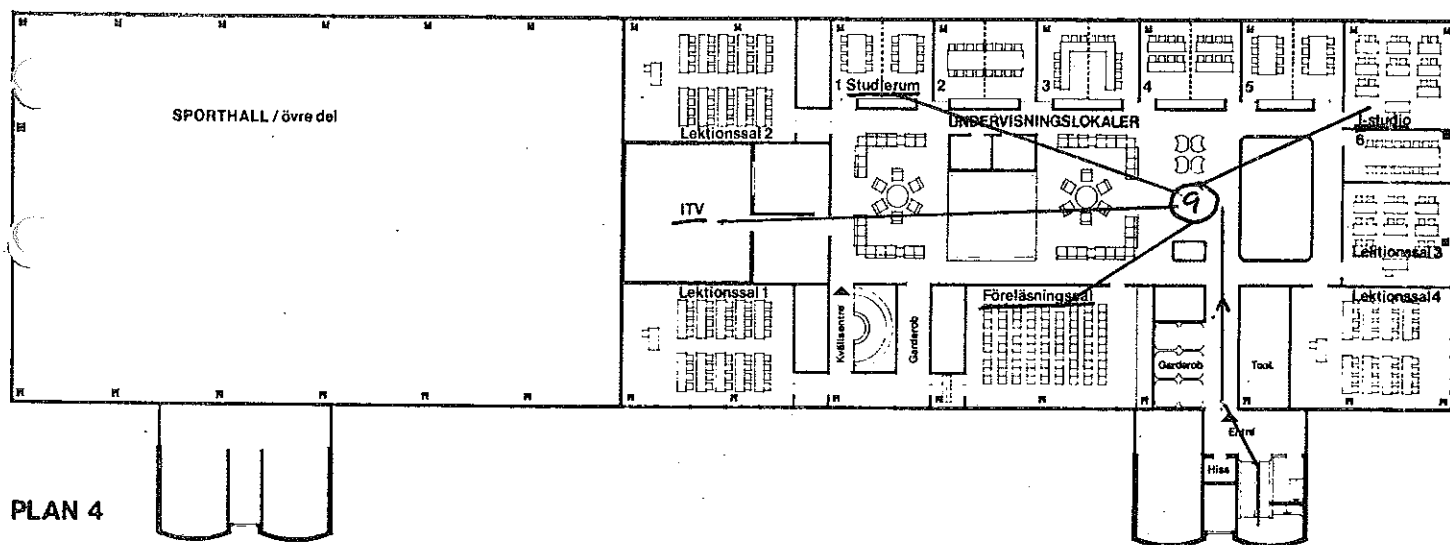 SPORTHALL / övre del
1 Studierum
2
3
4
5
UNDERVISNINGSLOKALER
Lektionssal 2
I-studio
6
9
ITV
Lektionssal 3
Lektionssal 1
Föreläsningssal
Lektionssal 4
Kvällsentré
Garderob
Garderob
Entré
Hiss
PLAN 4